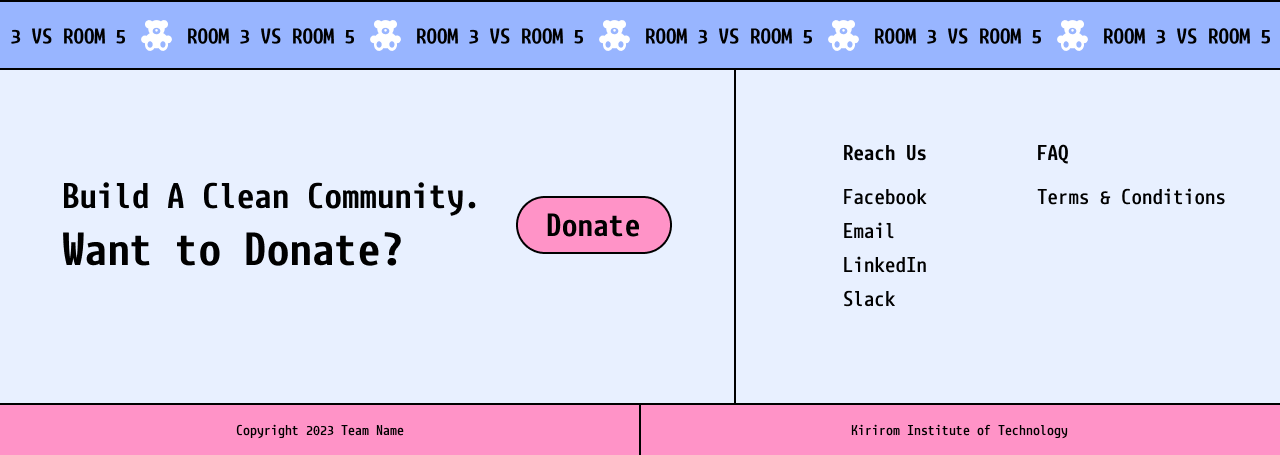 3 VS ROOM 5 ROOM 3 VS ROOM 5 ROOM 3 VS ROOM 5 ROOM 3 VS ROOM 5 ROOM 3 VS ROOM 5 ROOM 3 VS ROOM 5
Build A Clean Community.
Want to Donate?
Donate
Reach Us
Facebook
Email
LinkedIn
Slack
FAQ
Terms & Conditions
Copyright 2023 Team Name
Kirirom Institute of Technology